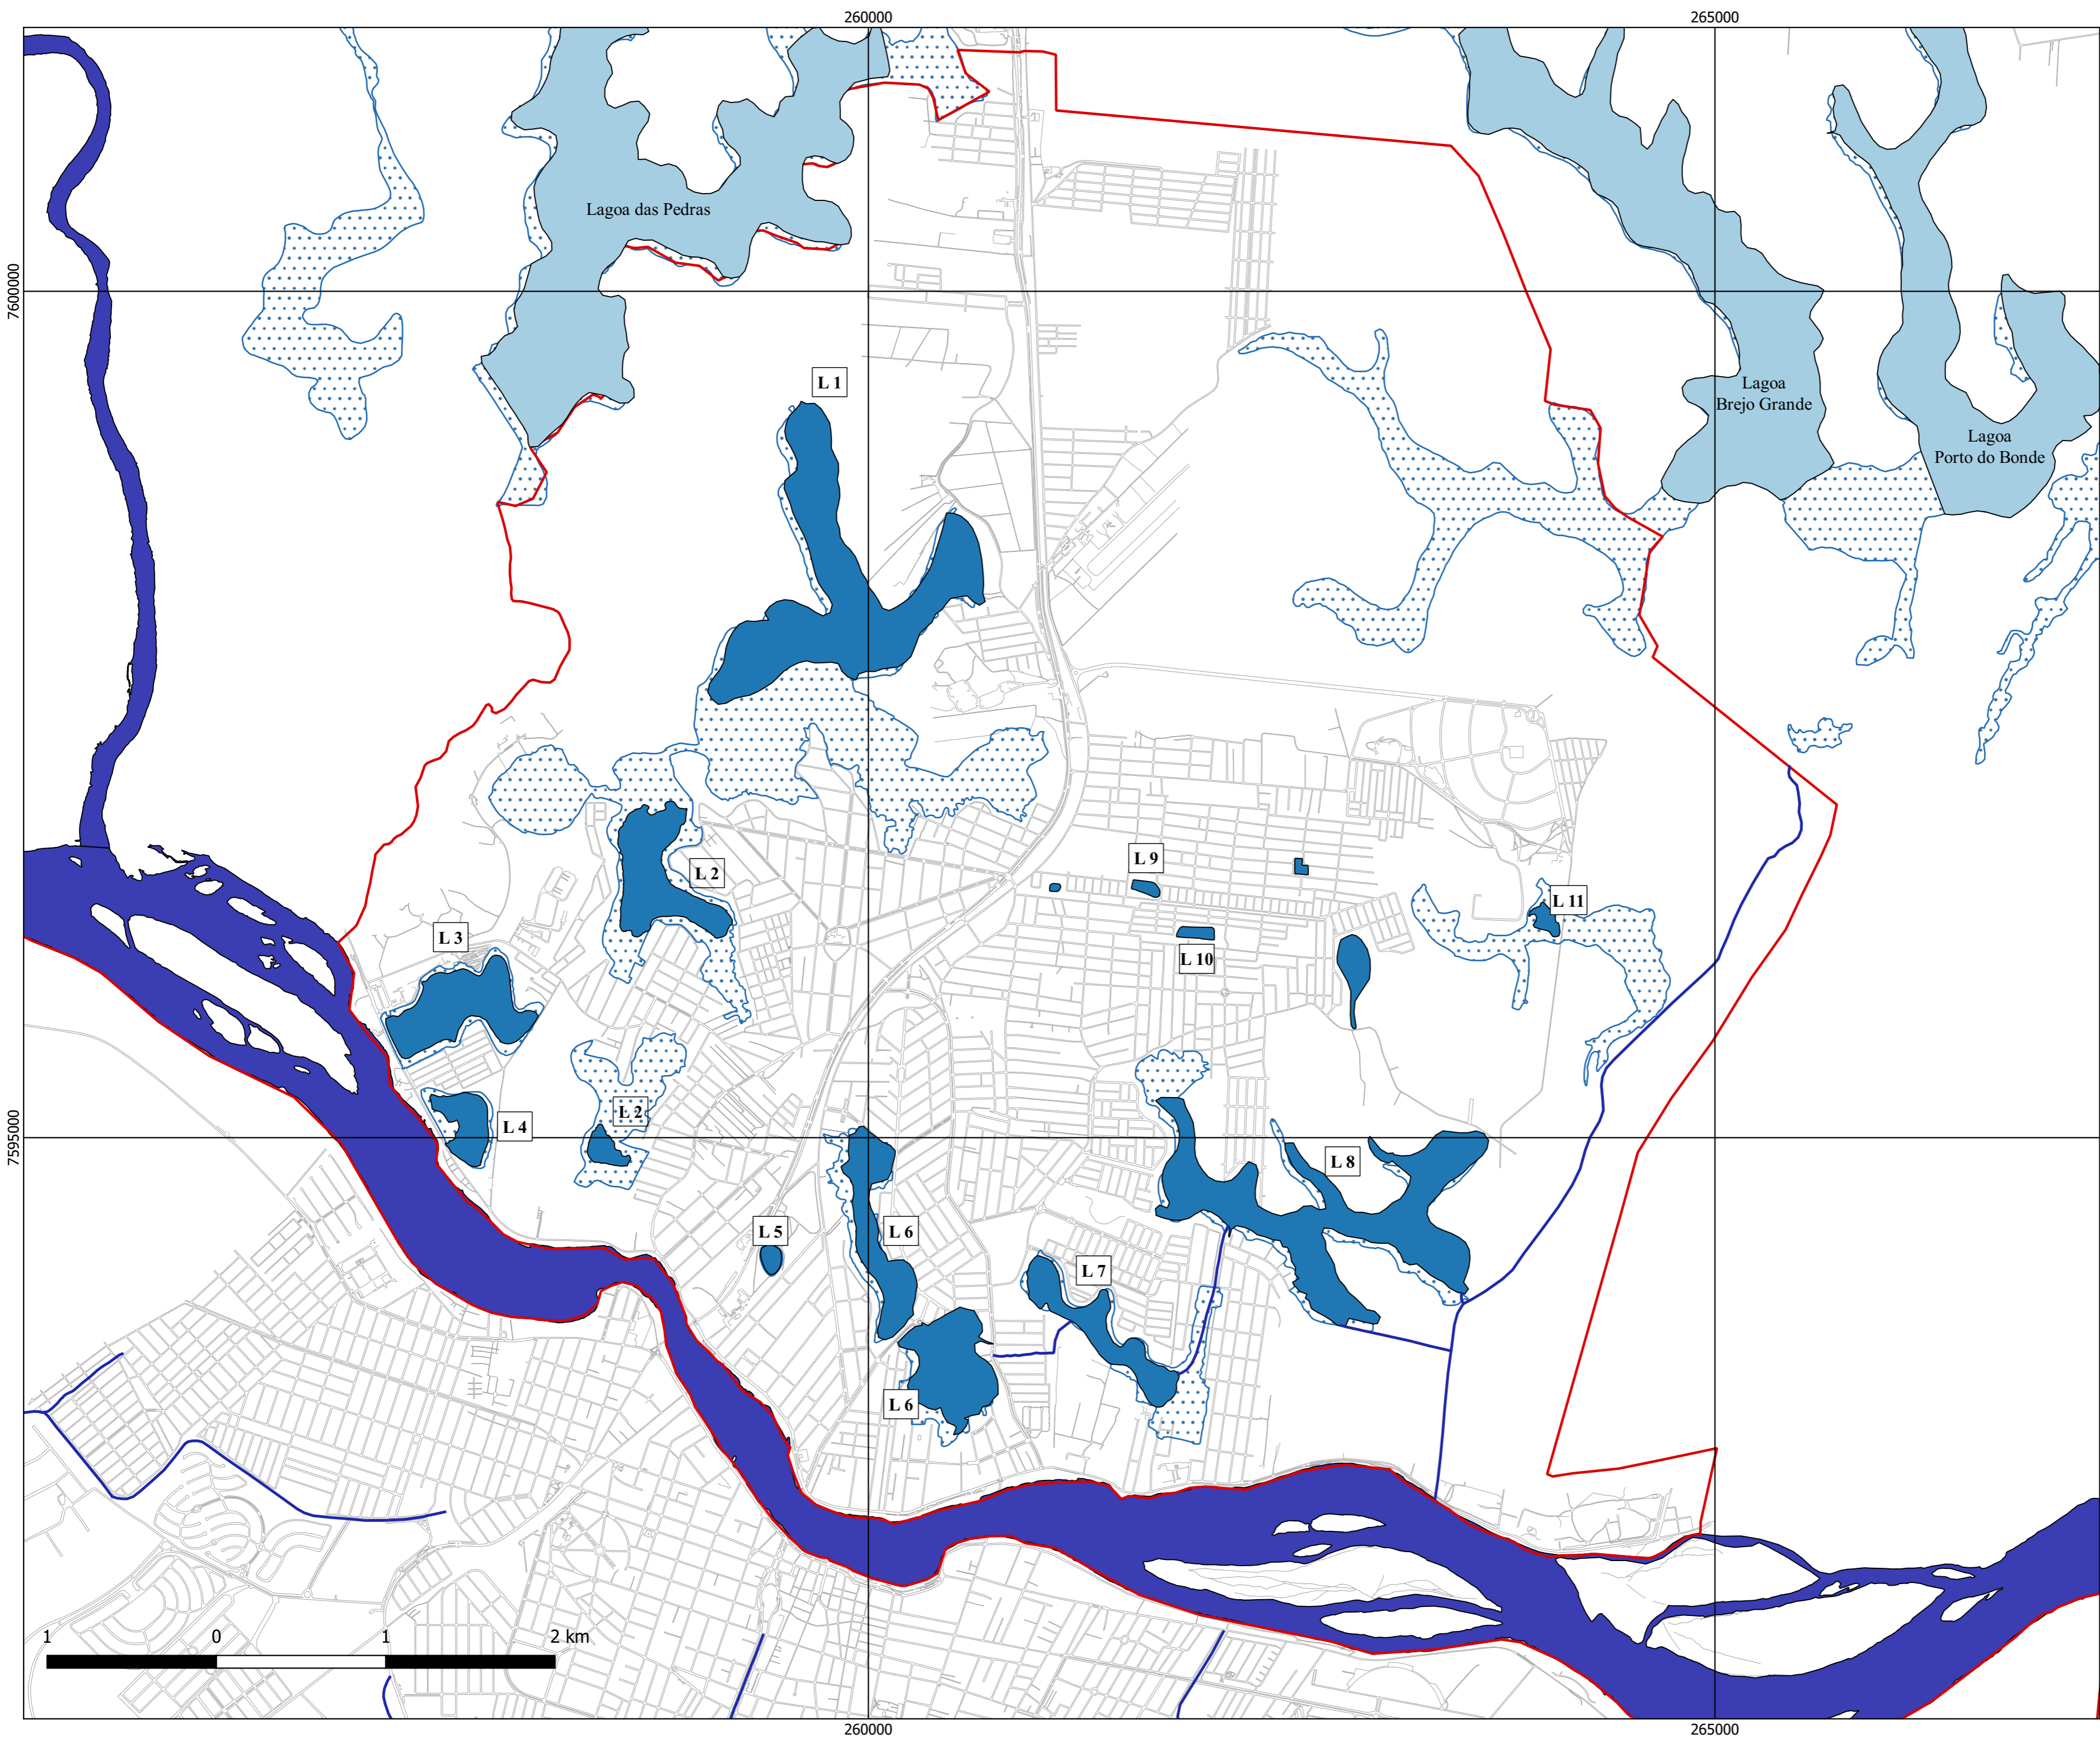 260000
265000
Lagoa das Pedras
7600000
L 1
Lagoa
Brejo Grande
Lagoa
Porto do Bonde
L 9
L 2
L 11
L 3
L 10
L 2
L 4
7595000
L 8
L 5
L 6
L 7
L 6
1 0 1 2 km
260000
265000